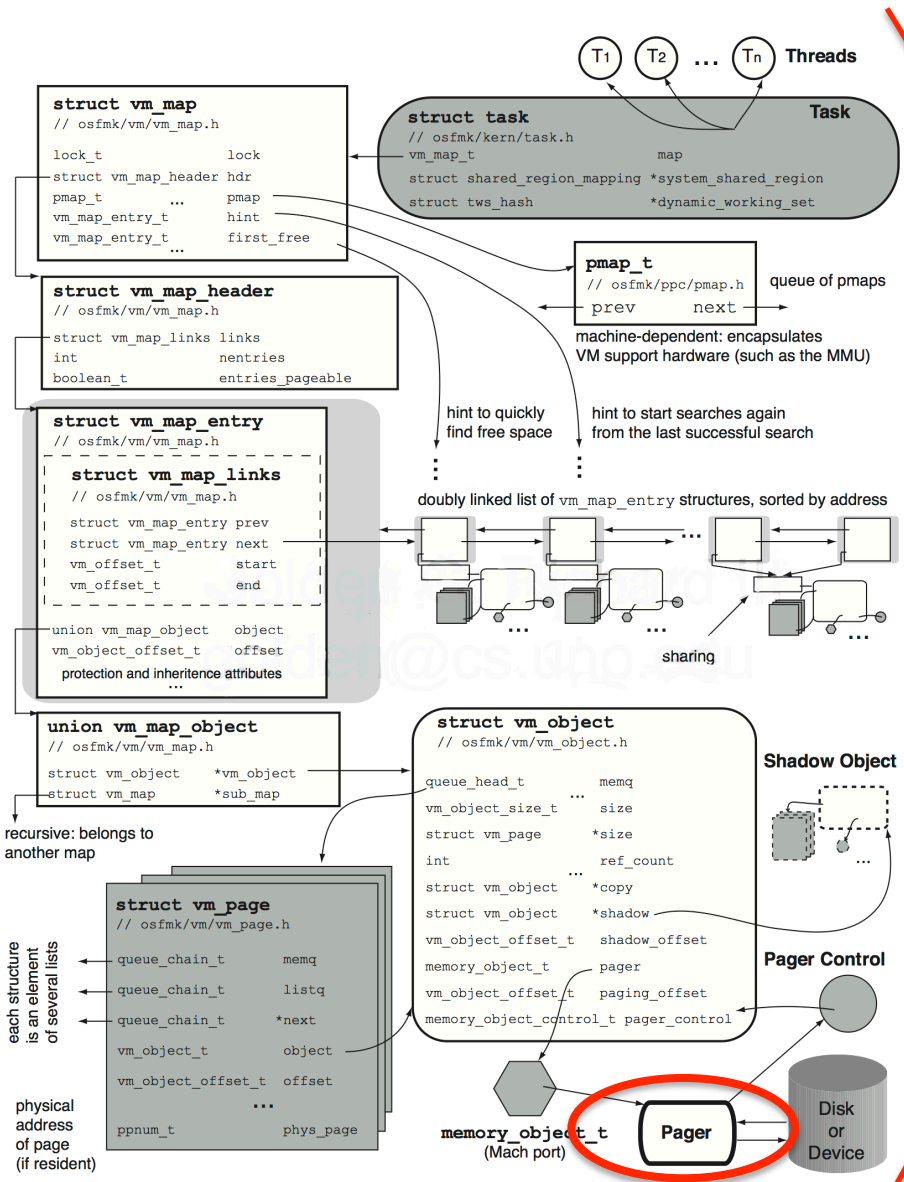 T1 T2 ... Tn Threads
struct vm_map
// osfmk/vm/vm_map.h
lock_t lock
struct vm_map_header hdr
pmap_t ... pmap
vm_map_entry_t hint
vm_map_entry_t first_free
...
Task
struct task
// osfmk/kern/task.h
vm_map_t map
struct shared_region_mapping *system_shared_region
struct tws_hash *dynamic_working_set
pmap_t
// osfmk/ppc/pmap.h
prev next
queue of pmaps
machine-dependent: encapsulates
VM support hardware (such as the MMU)
struct vm_map_header
// osfmk/vm/vm_map.h
struct vm_map_links links
int nentries
boolean_t entries_pageable
struct vm_map_entry
// osfmk/vm/vm_map.h
struct vm_map_links
// osfmk/vm/vm_map.h
struct vm_map_entry prev
struct vm_map_entry next
vm_offset_t start
vm_offset_t end
union vm_map_object object
vm_object_offset_t offset
protection and inheritence attributes
...
hint to quickly
find free space
hint to start searches again
from the last successful search
doubly linked list of vm_map_entry structures, sorted by address
...
... ... ...
sharing
golden@cs.uno.edu
union vm_map_object
// osfmk/vm/vm_map.h
struct vm_object *vm_object
struct vm_map *sub_map
recursive: belongs to
another map
struct vm_object
// osfmk/vm/vm_object.h
queue_head_t ... memq
vm_object_size_t size
struct vm_page *size
int ref_count
...
struct vm_object *copy
struct vm_object *shadow
vm_object_offset_t shadow_offset
memory_object_t pager
vm_object_offset_t paging_offset
memory_object_control_t pager_control
Shadow Object
...
Pager Control
struct vm_page
// osfmk/vm/vm_page.h
queue_chain_t memq
queue_chain_t listq
queue_chain_t *next
vm_object_t object
vm_object_offset_t offset
...
ppnum_t phys_page
each structure
is an element
of several lists
physical
address
of page
(if resident)
memory_object_t
(Mach port)
Pager
Disk
or
Device